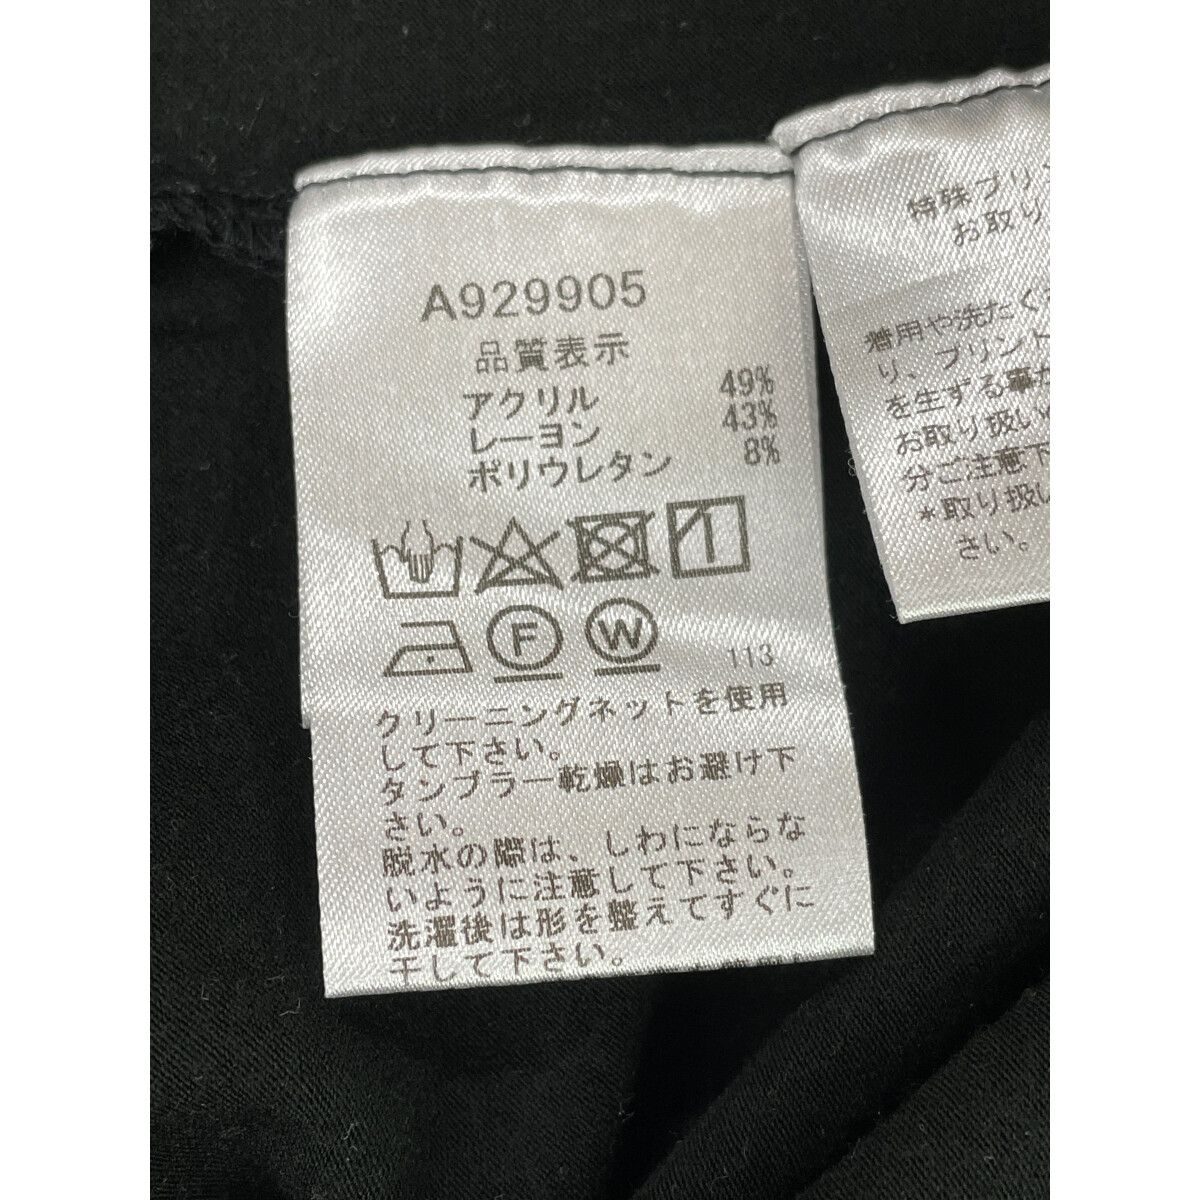 A929905
品質表示
アクリル 49%
レーヨン 43%
ポリウレタン 8%
F W 113
クリーニングネットを使用
して下さい。
タンブラー乾燥はお避け下
さい。
脱水の際は、しわにならな
いように注意して下さい。
洗濯後は形を整えてすぐに
干して下さい。
特殊プリン
お取り
着用や洗たく
り、プリント
を生ずる事が
お取り扱い
分ご注意下
*取り扱い
さい。